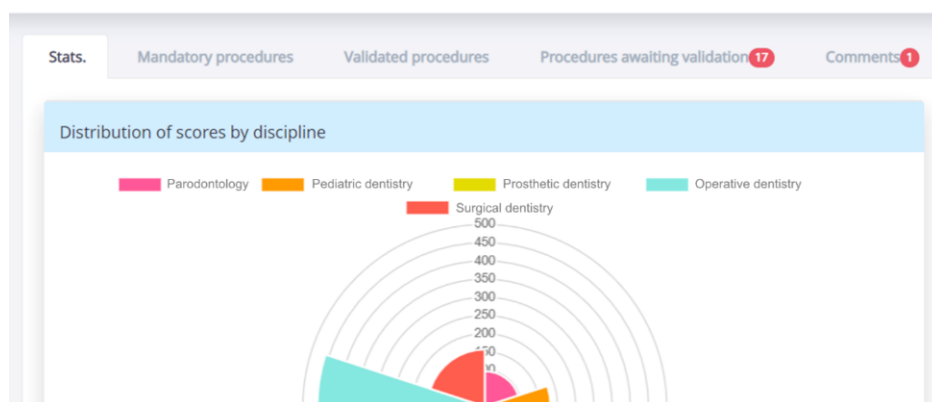 Stats. Mandatory procedures Validated procedures Procedures awaiting validation 17 Comments 1
Distribution of scores by discipline
Parodontology Pediatric dentistry Prosthetic dentistry Operative dentistry
Surgical dentistry
500
450
400
350
300
250
200